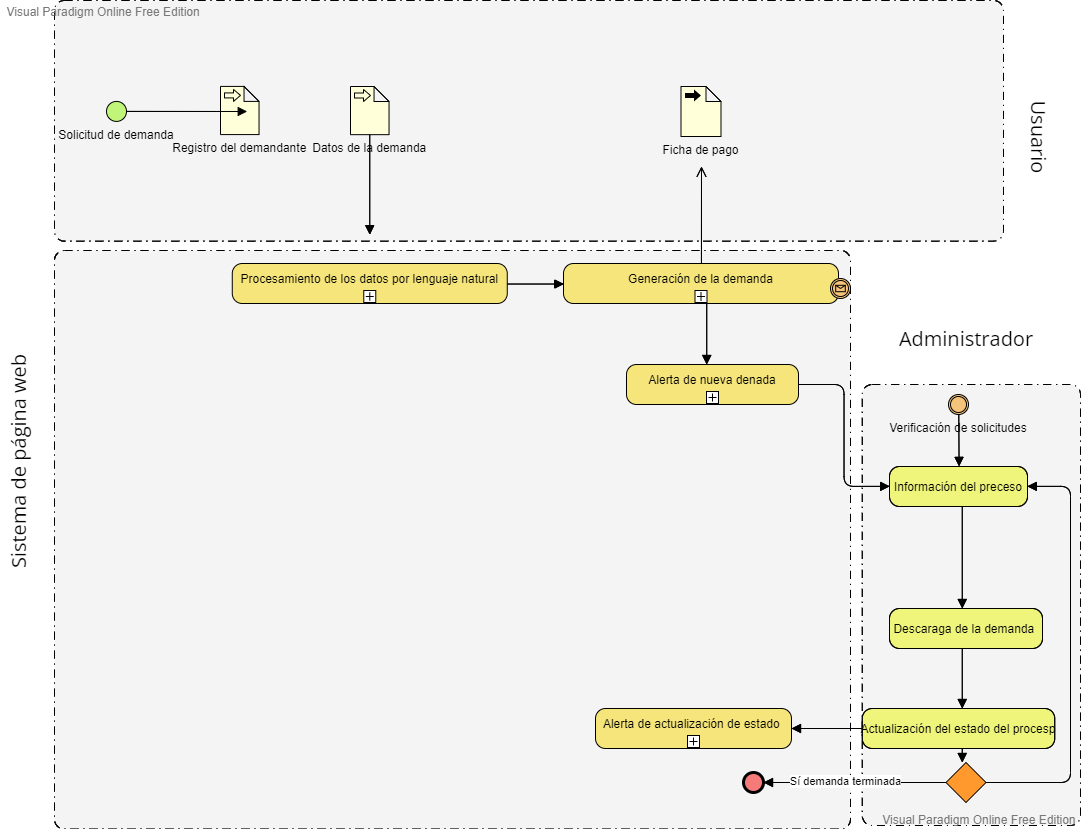 Visual Paradigm Online Free Edition
Solicitud de demanda
Registro del demandante
Datos de la demanda
Ficha de pago
Usuario
Procesamiento de los datos por lenguaje natural
Generación de la demanda
Administrador
Sistema de página web
Alerta de nueva denada
Verificación de solicitudes
Información del preceso
Descaraga de la demanda
Alerta de actualización de estado
Actualización del estado del procesp
Sí demanda terminada
Visual Paradigm Online Free Edition